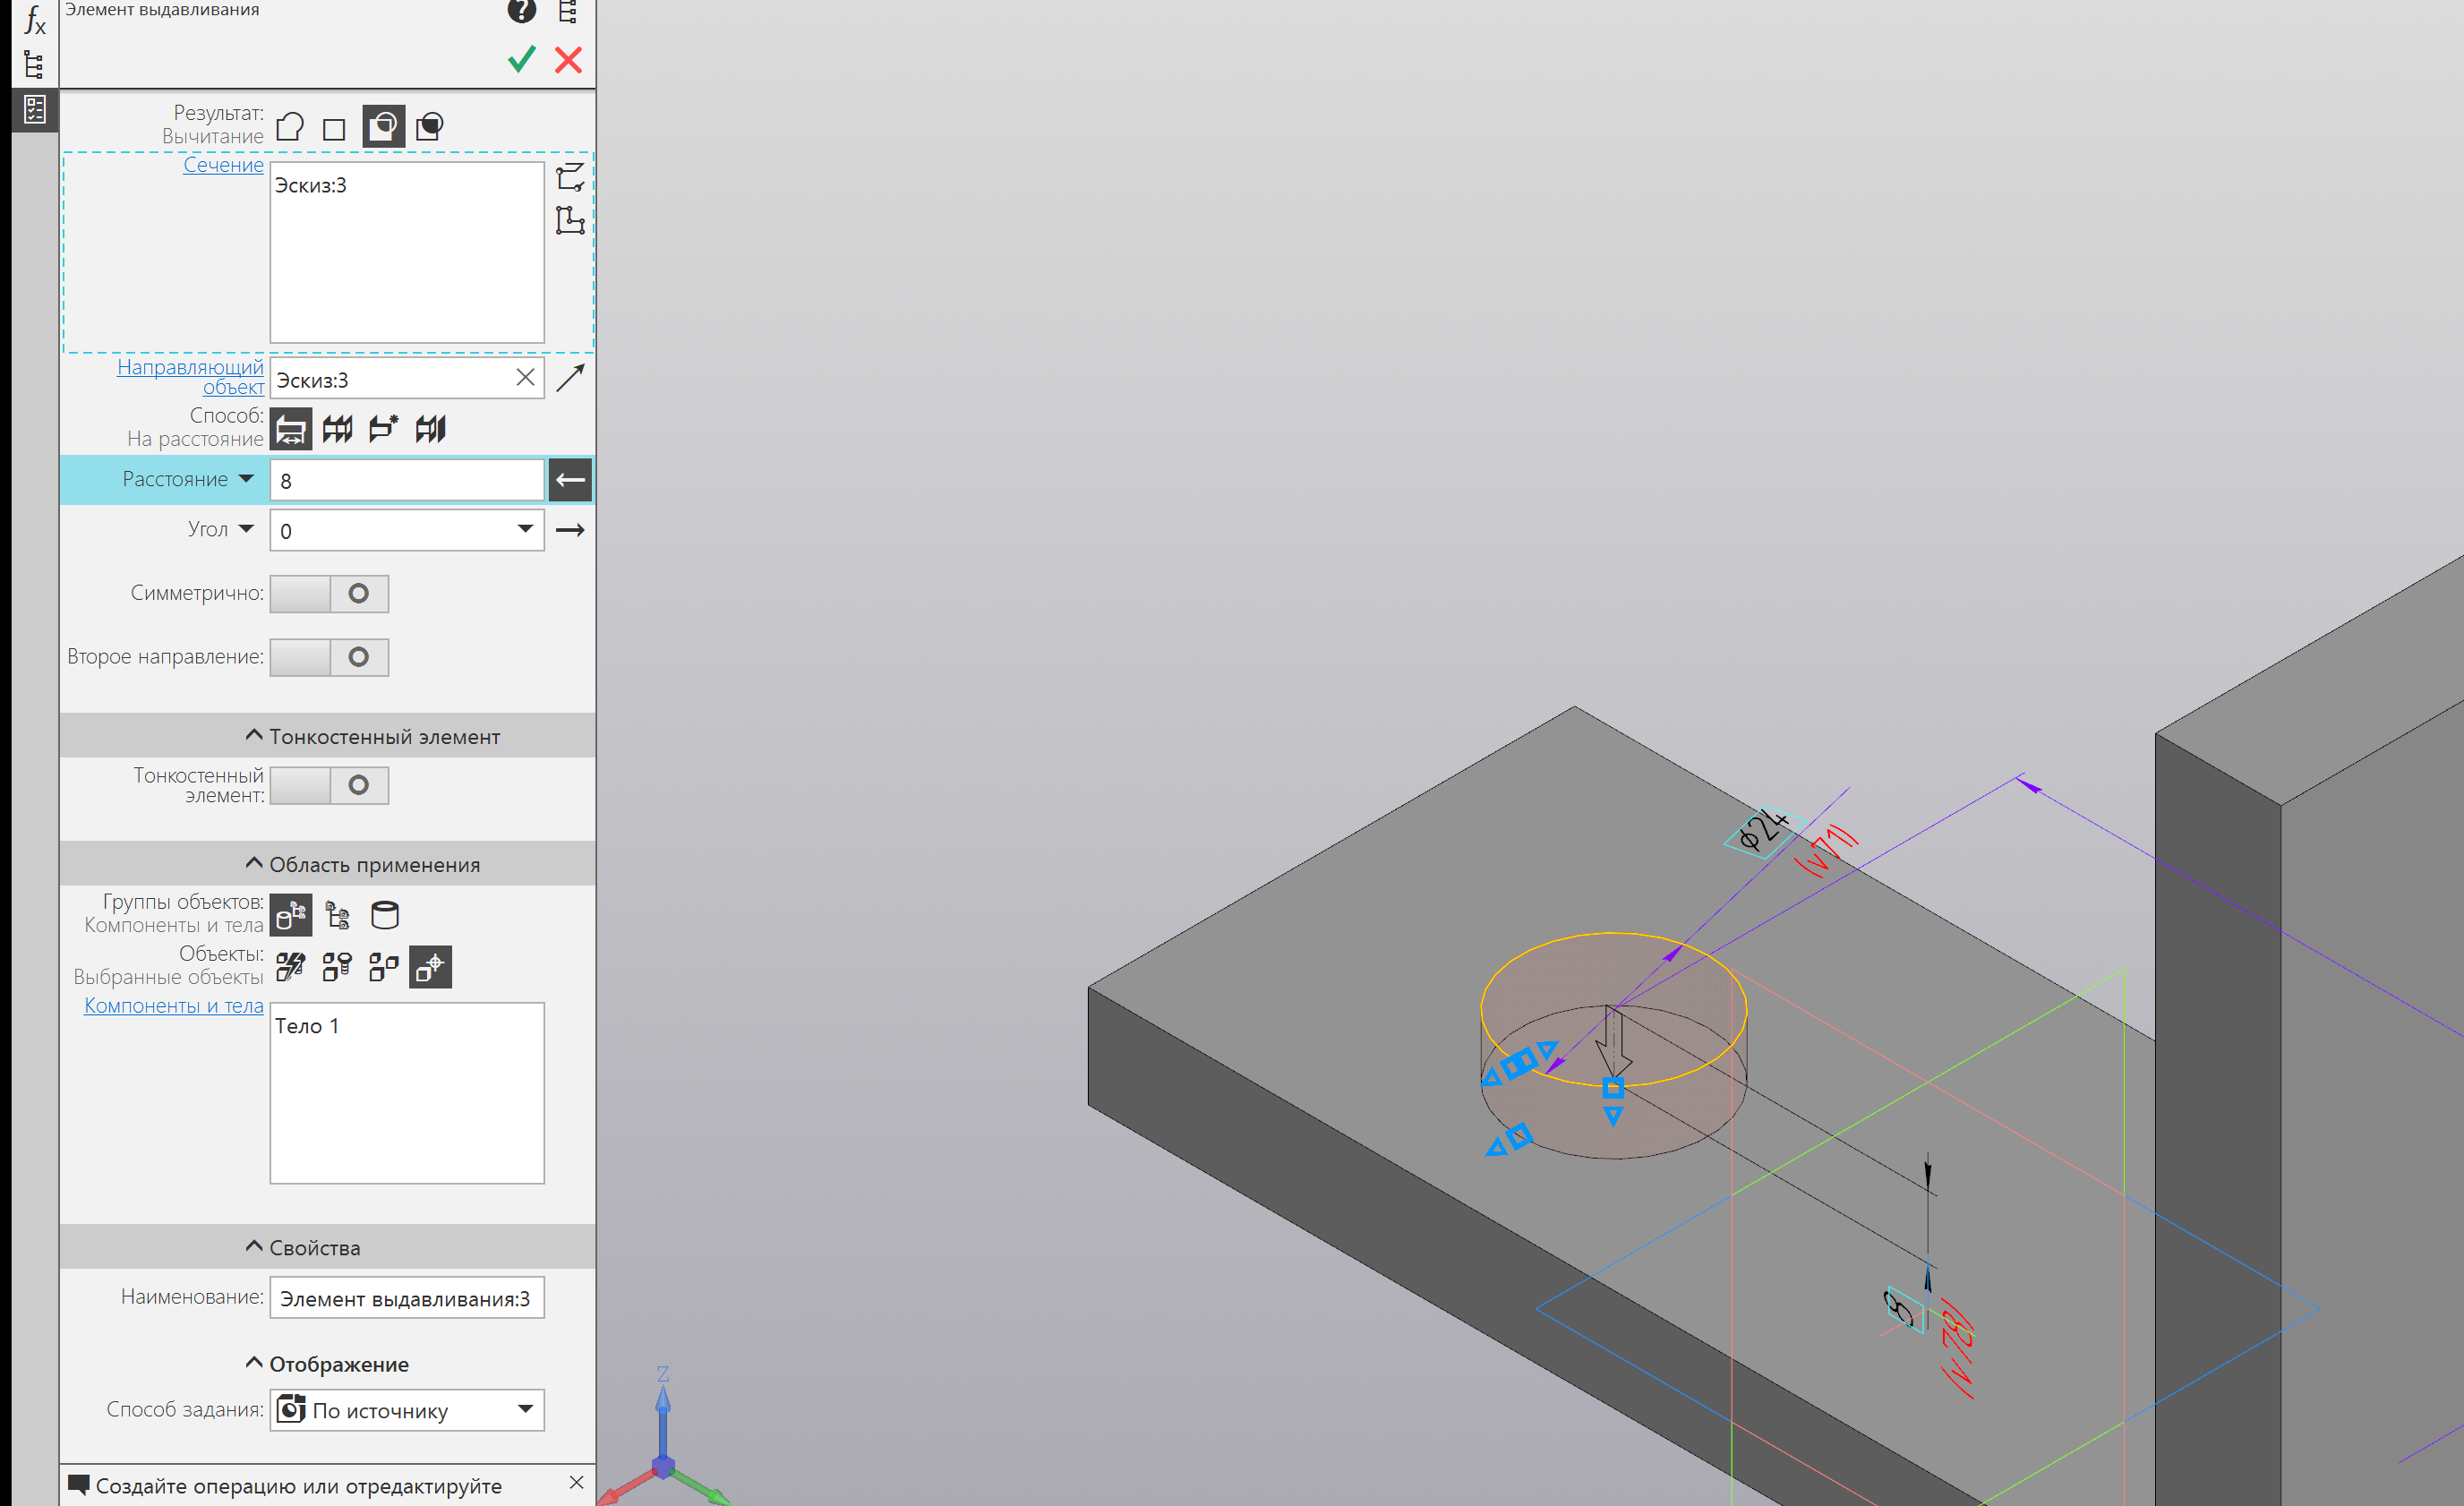 fx
Элемент выдавливания
?
Результат:
Вычитание
Сечение
Эскиз:3
Направляющий
объект
Эскиз:3
Способ:
На расстояние
Расстояние
8
Угол
0
Симметрично:
Второе направление:
Тонкостенный элемент
Тонкостенный
элемент:
Область применения
Группы объектов:
Компоненты и тела
Объекты:
Выбранные объекты
Компоненты и тела
Тело 1
Свойства
Наименование:
Элемент выдавливания:3
Отображение
Способ задания:
По источнику
Создайте операцию или отредактируйте
ϕ24
(v71)
8
(v78)
Z